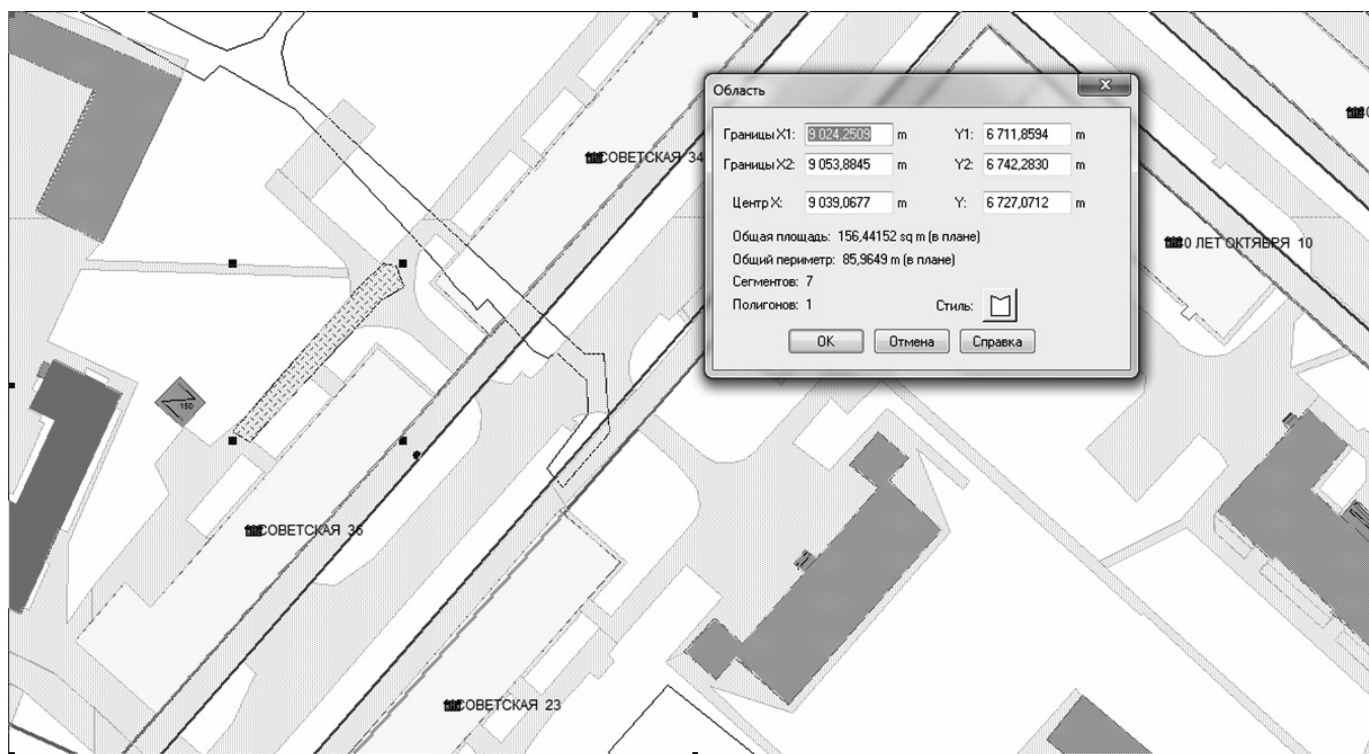 Область
Границы X1: 9 024,2509 m Y1: 6 711,8594 m
Границы X2: 9 053,8845 m Y2: 6 742,2830 m
Центр X: 9 039,0677 m Y: 6 727,0712 m
Общая площадь: 156,44152 sq m (в плане)
Общий периметр: 85,9649 m (в плане)
Сегментов: 7
Полигонов: 1 Стиль:
OK Отмена Справка
СОВЕТСКАЯ 34
ЛЕТ ОКТЯБРЯ 10
150
СОВЕТСКАЯ 36
СОВЕТСКАЯ 23